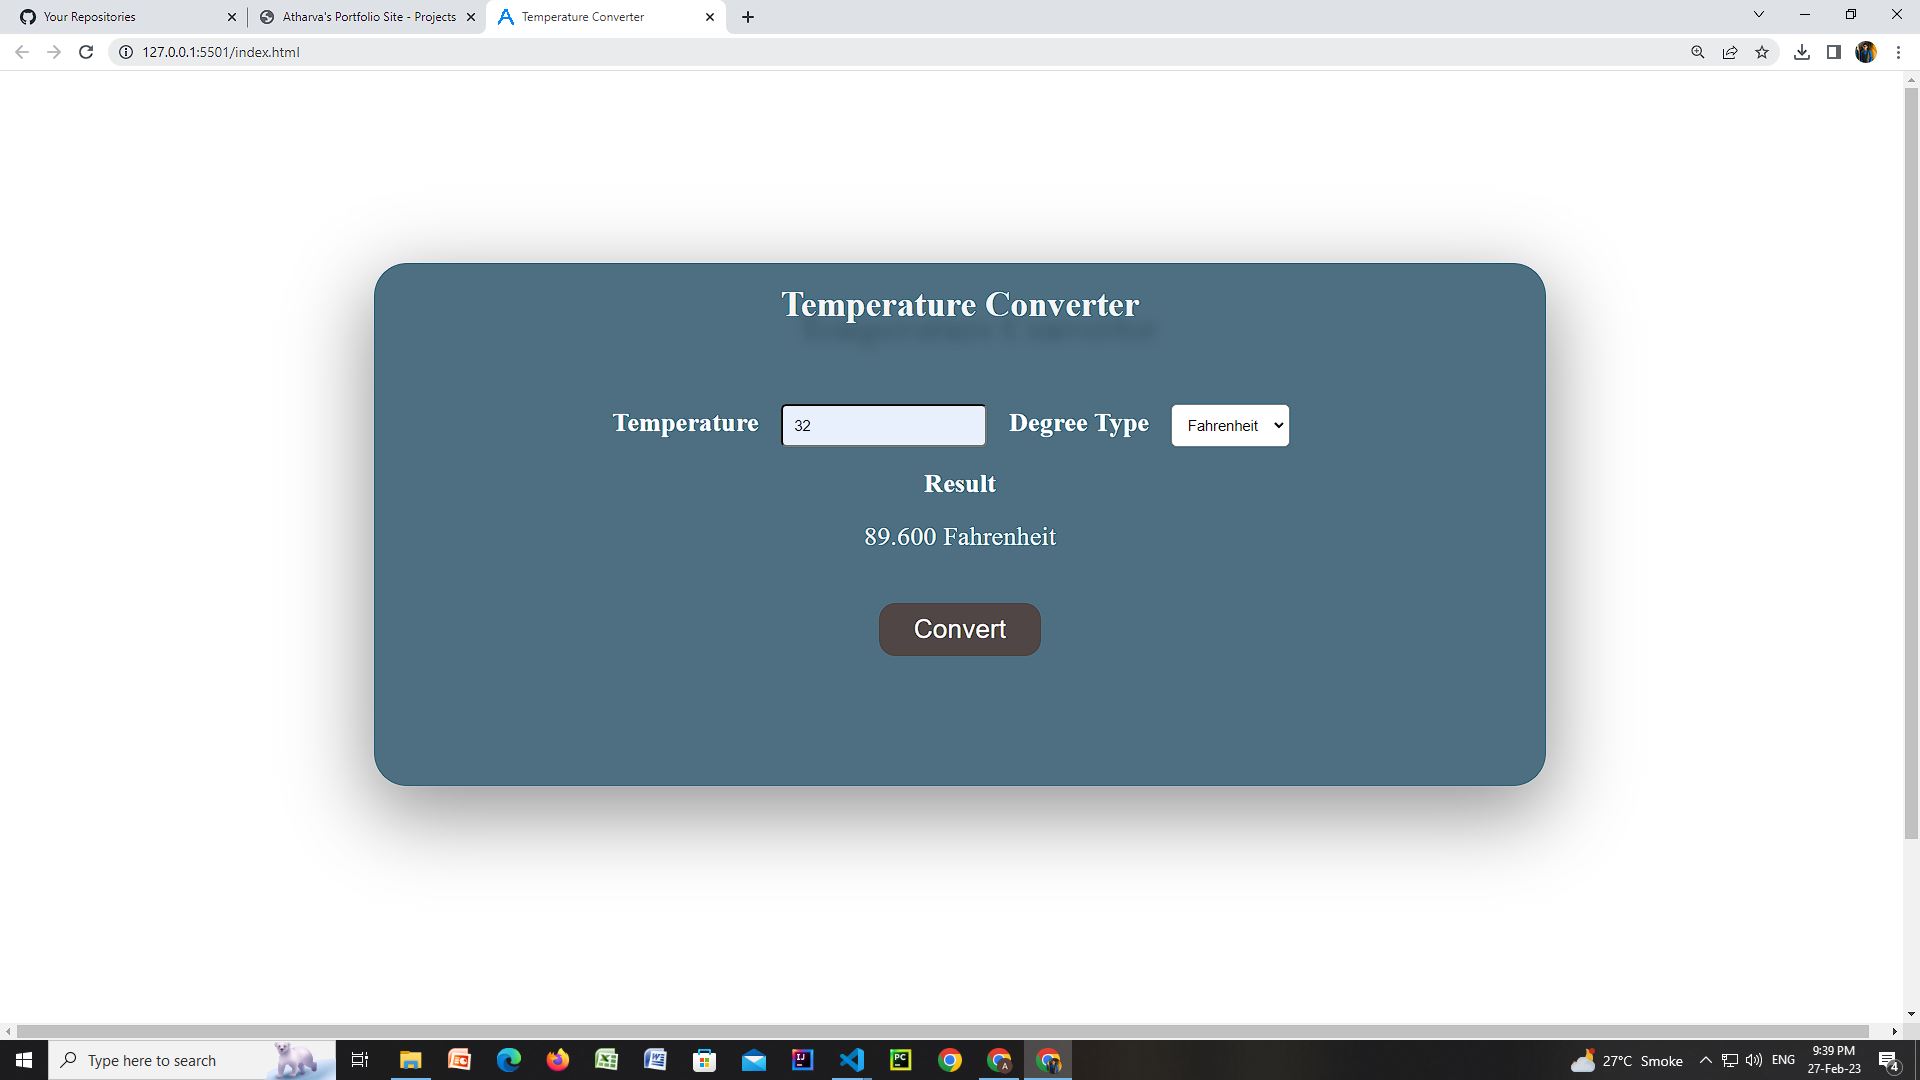 Your Repositories
Atharva's Portfolio Site - Projects
Temperature Converter
127.0.0.1:5501/index.html
Temperature Converter
Temperature 32 Degree Type Fahrenheit
Result
89.600 Fahrenheit
Convert
Type here to search
27°C Smoke
ENG
9:39 PM
27-Feb-23
4